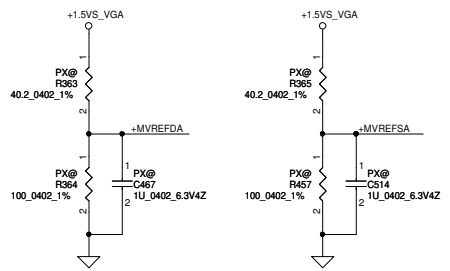 +1.5VS_VGA
1
PX@
R363
40.2_0402_1%
2
+MVREFDA
1
PX@
R364
100_0402_1%
2
1
PX@
C467
1U_0402_6.3V4Z
2
+1.5VS_VGA
1
PX@
R365
40.2_0402_1%
2
+MVREFSA
1
PX@
R457
100_0402_1%
2
1
PX@
C514
1U_0402_6.3V4Z
2